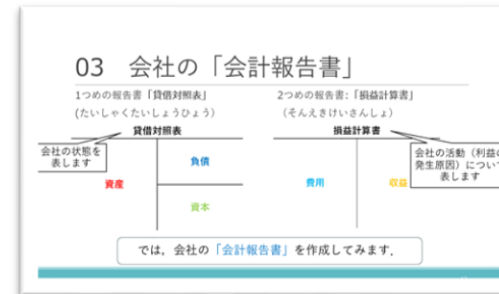 03　会社の「会計報告書」
1つめの報告書「貸借対照表」
(たいしゃくたいしょうひょう)
2つめの報告書:「損益計算書」
（そんえきけいさんしょ）
貸借対照表
会社の状態を
表します
資産
負債
資本
損益計算書
会社の活動（利益の
発生原因）につい
表します
費用
収益
では，会社の「会計報告書」を作成してみます．